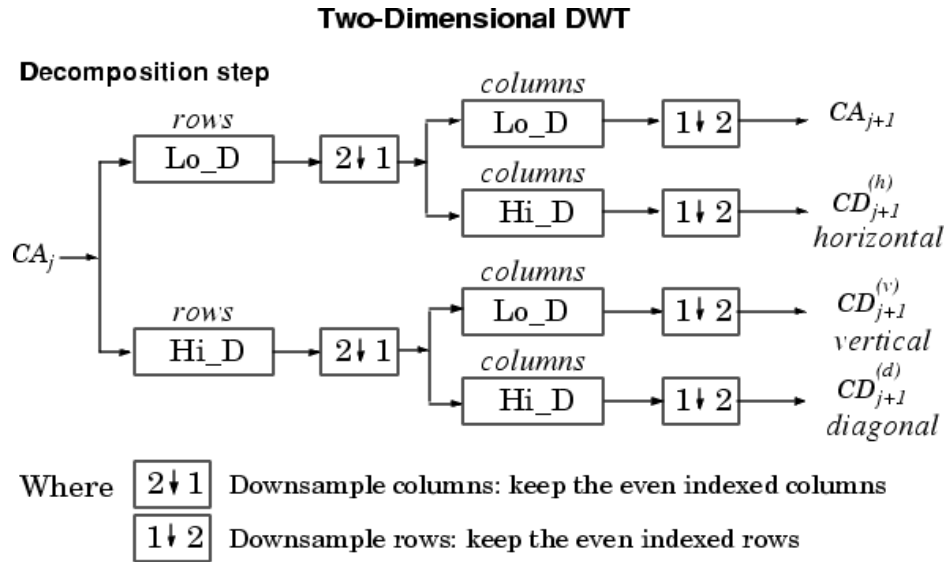 Two-Dimensional DWT
Decomposition step
columns
rows
Lo_D
1↓2
CA_{j+1}
Lo_D
2↓1
columns
Hi_D
1↓2
CD_{j+1}^{(h)}
horizontal
CA_j
columns
rows
Lo_D
1↓2
CD_{j+1}^{(v)}
vertical
Hi_D
2↓1
columns
Hi_D
1↓2
CD_{j+1}^{(d)}
diagonal
Where 2↓1 Downsample columns: keep the even indexed columns
1↓2 Downsample rows: keep the even indexed rows